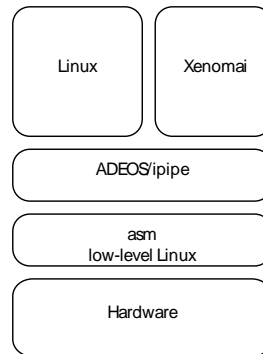 Linux
Xenomai
ADEOS/ipipe
asm
low-level Linux
Hardware